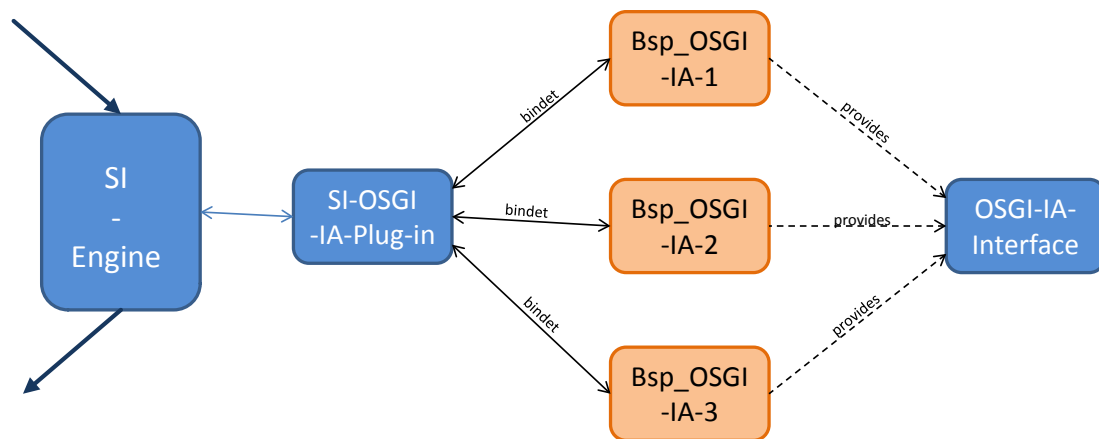 SI
-
Engine
SI-OSGI
-IA-Plug-in
bindet
bindet
bindet
Bsp_OSGI
-IA-1
Bsp_OSGI
-IA-2
Bsp_OSGI
-IA-3
provides
provides
provides
OSGI-IA-
Interface